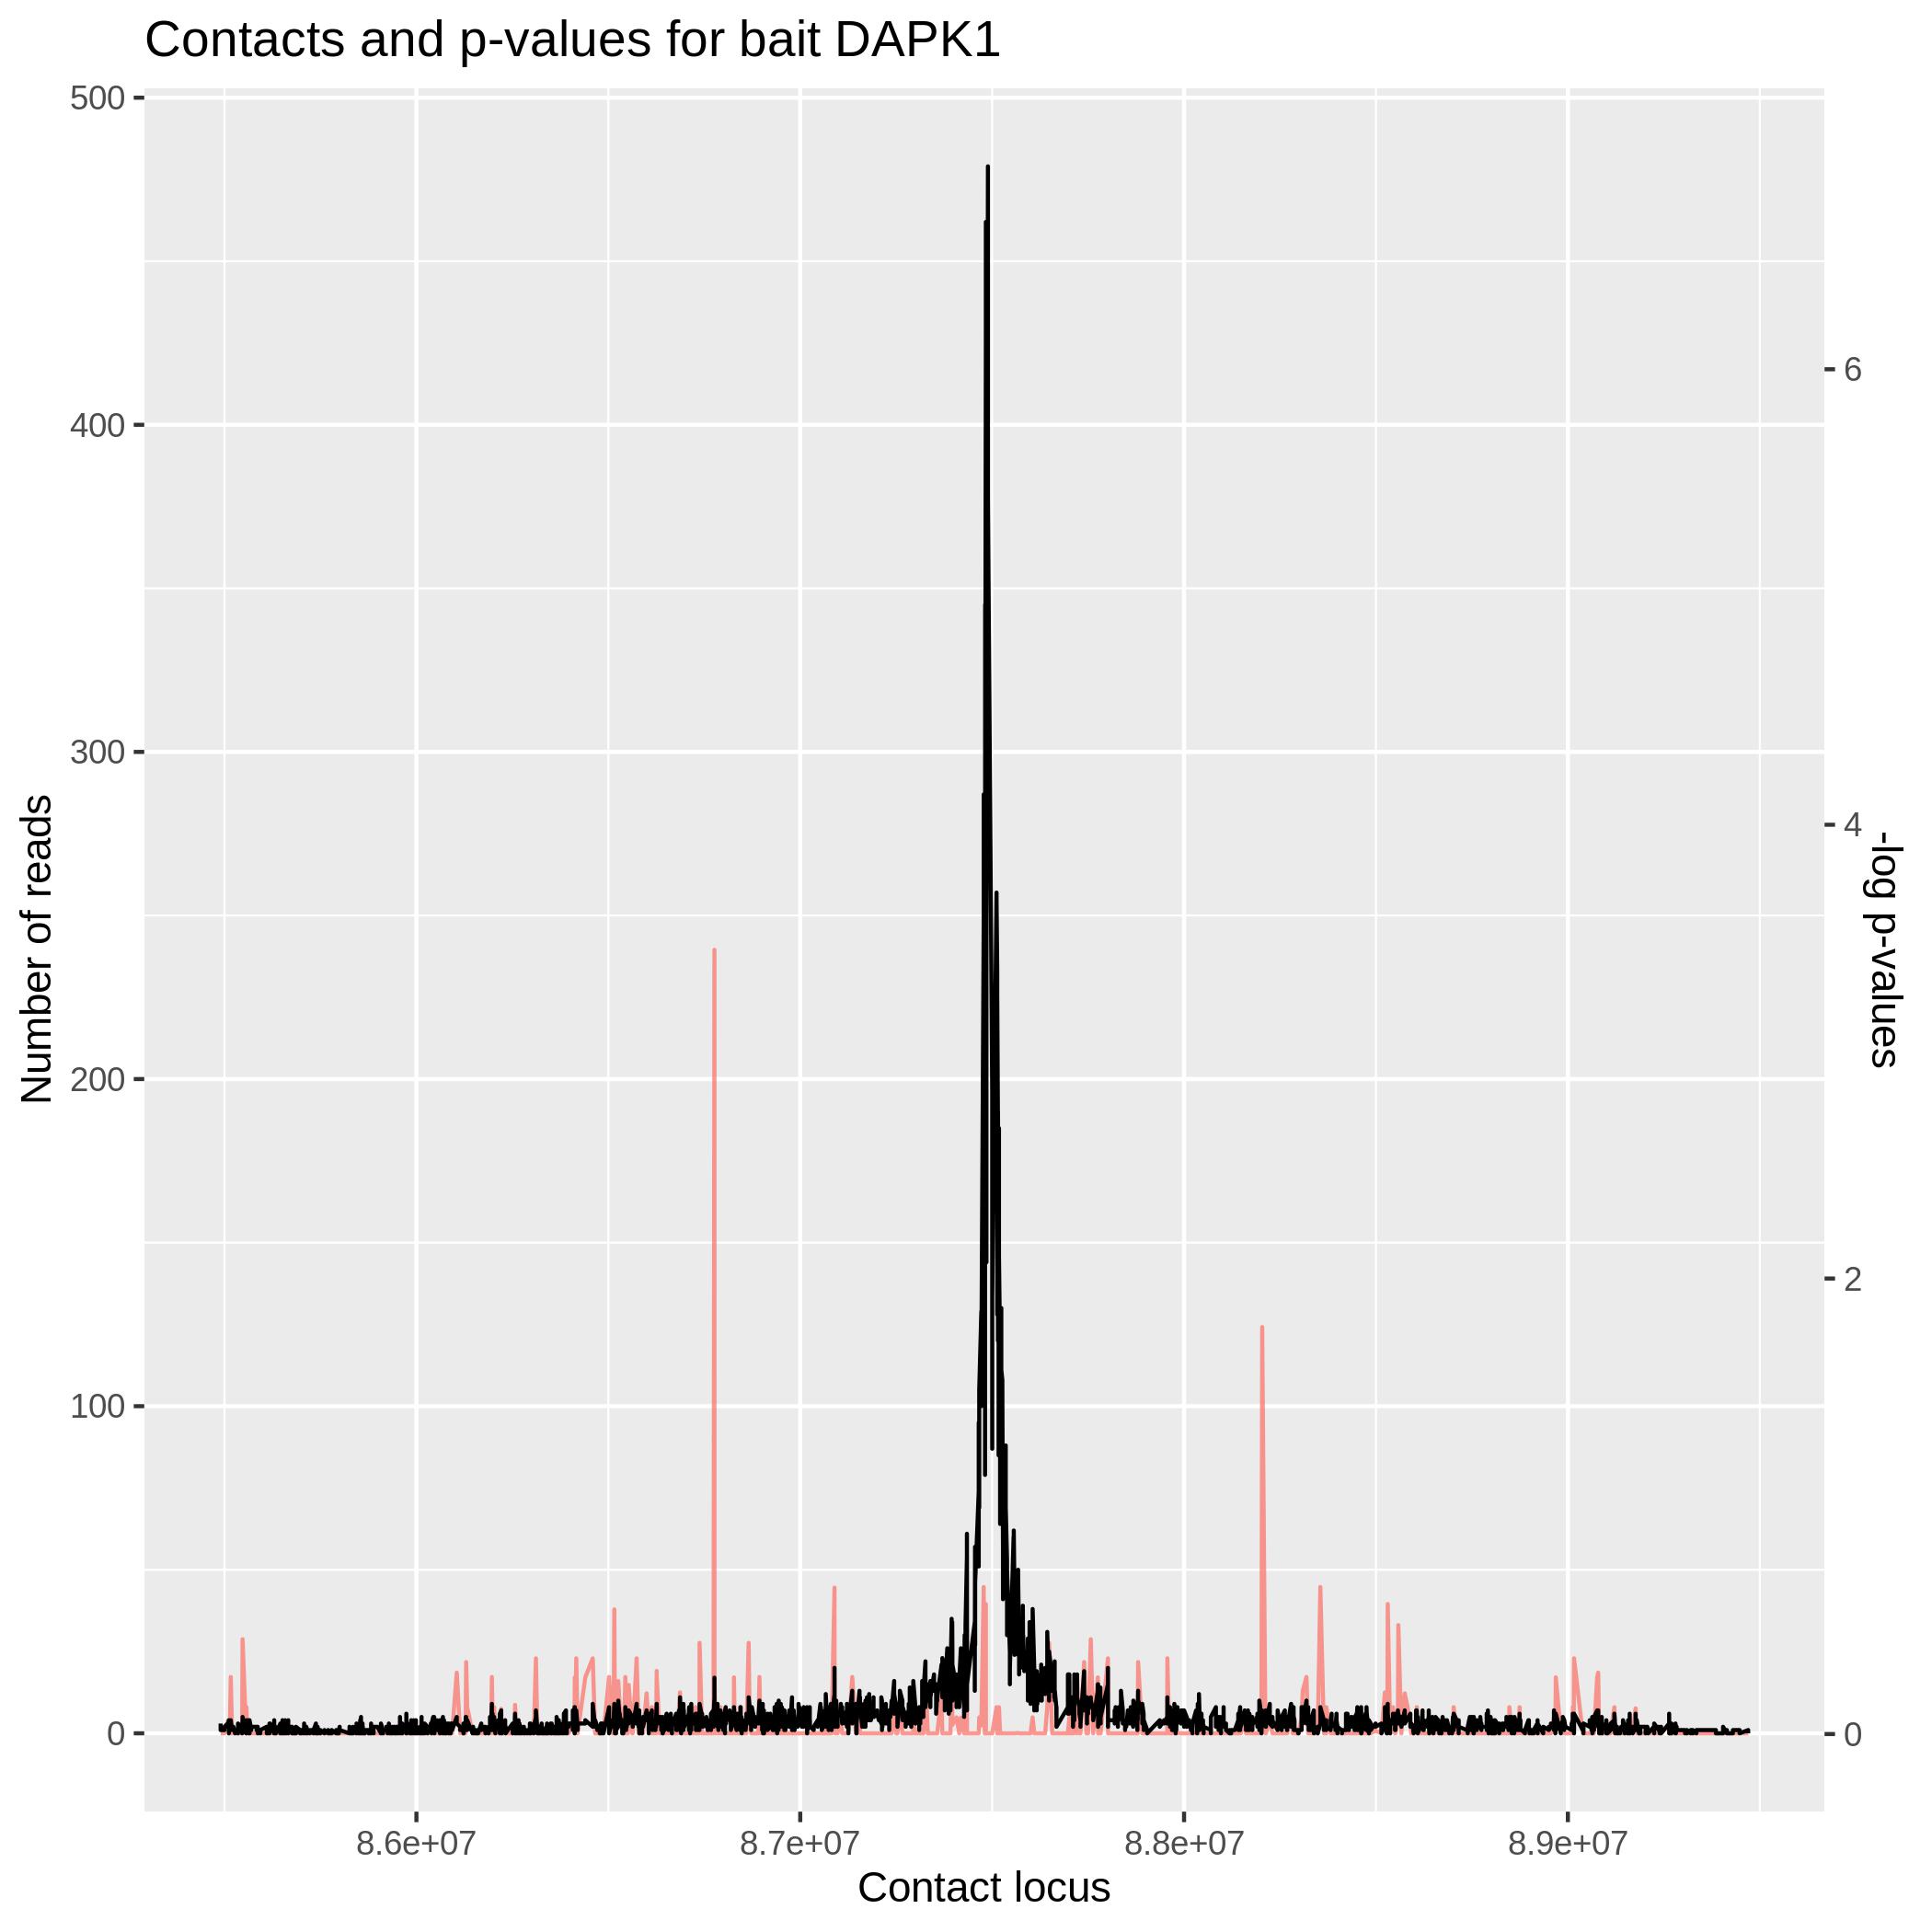 Contacts and p-values for bait DAPK1
500
400
300
200
100
0
Number of reads
6
4
2
0
-log p-values
8.6e+07
8.7e+07
8.8e+07
8.9e+07
Contact locus